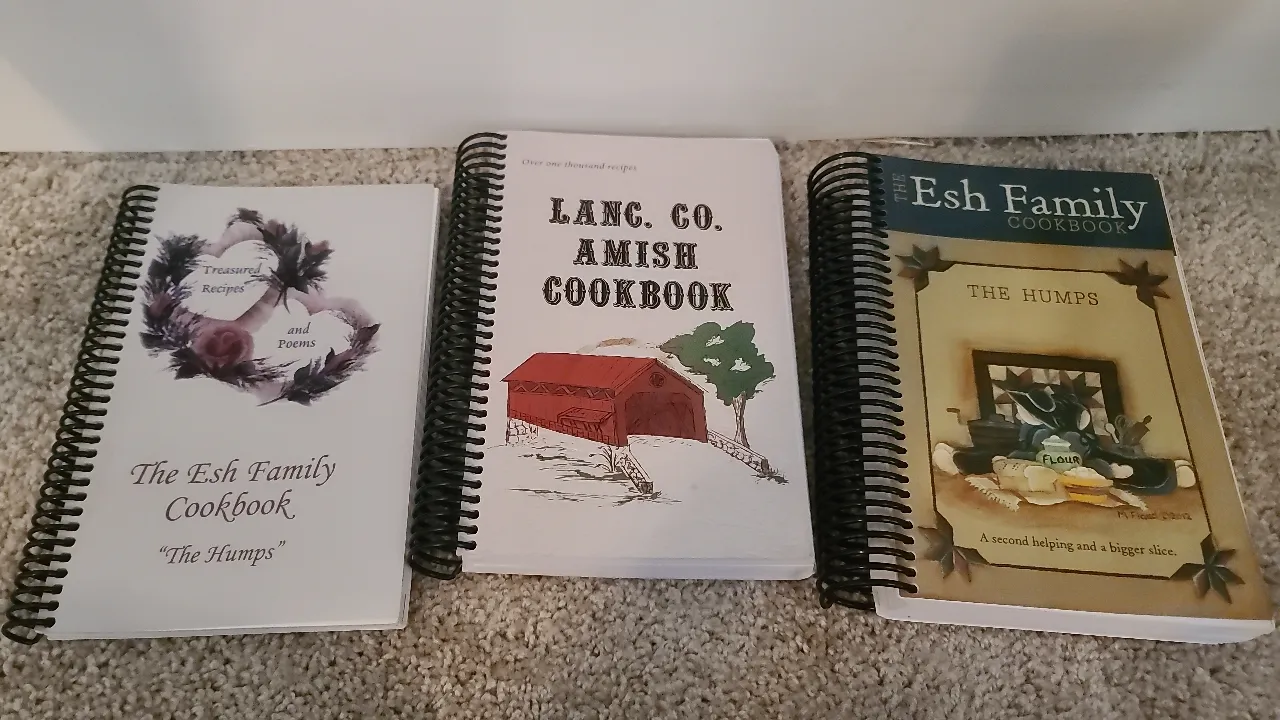 Treasured
Recipes
and
Poems
The Esh Family
Cookbook
“The Humps”
Over one thousand recipes
LANC. CO.
AMISH
COOKBOOK
THE
Esh Family
COOKBOOK
THE HUMPS
FLOUR
A second helping and a bigger slice.